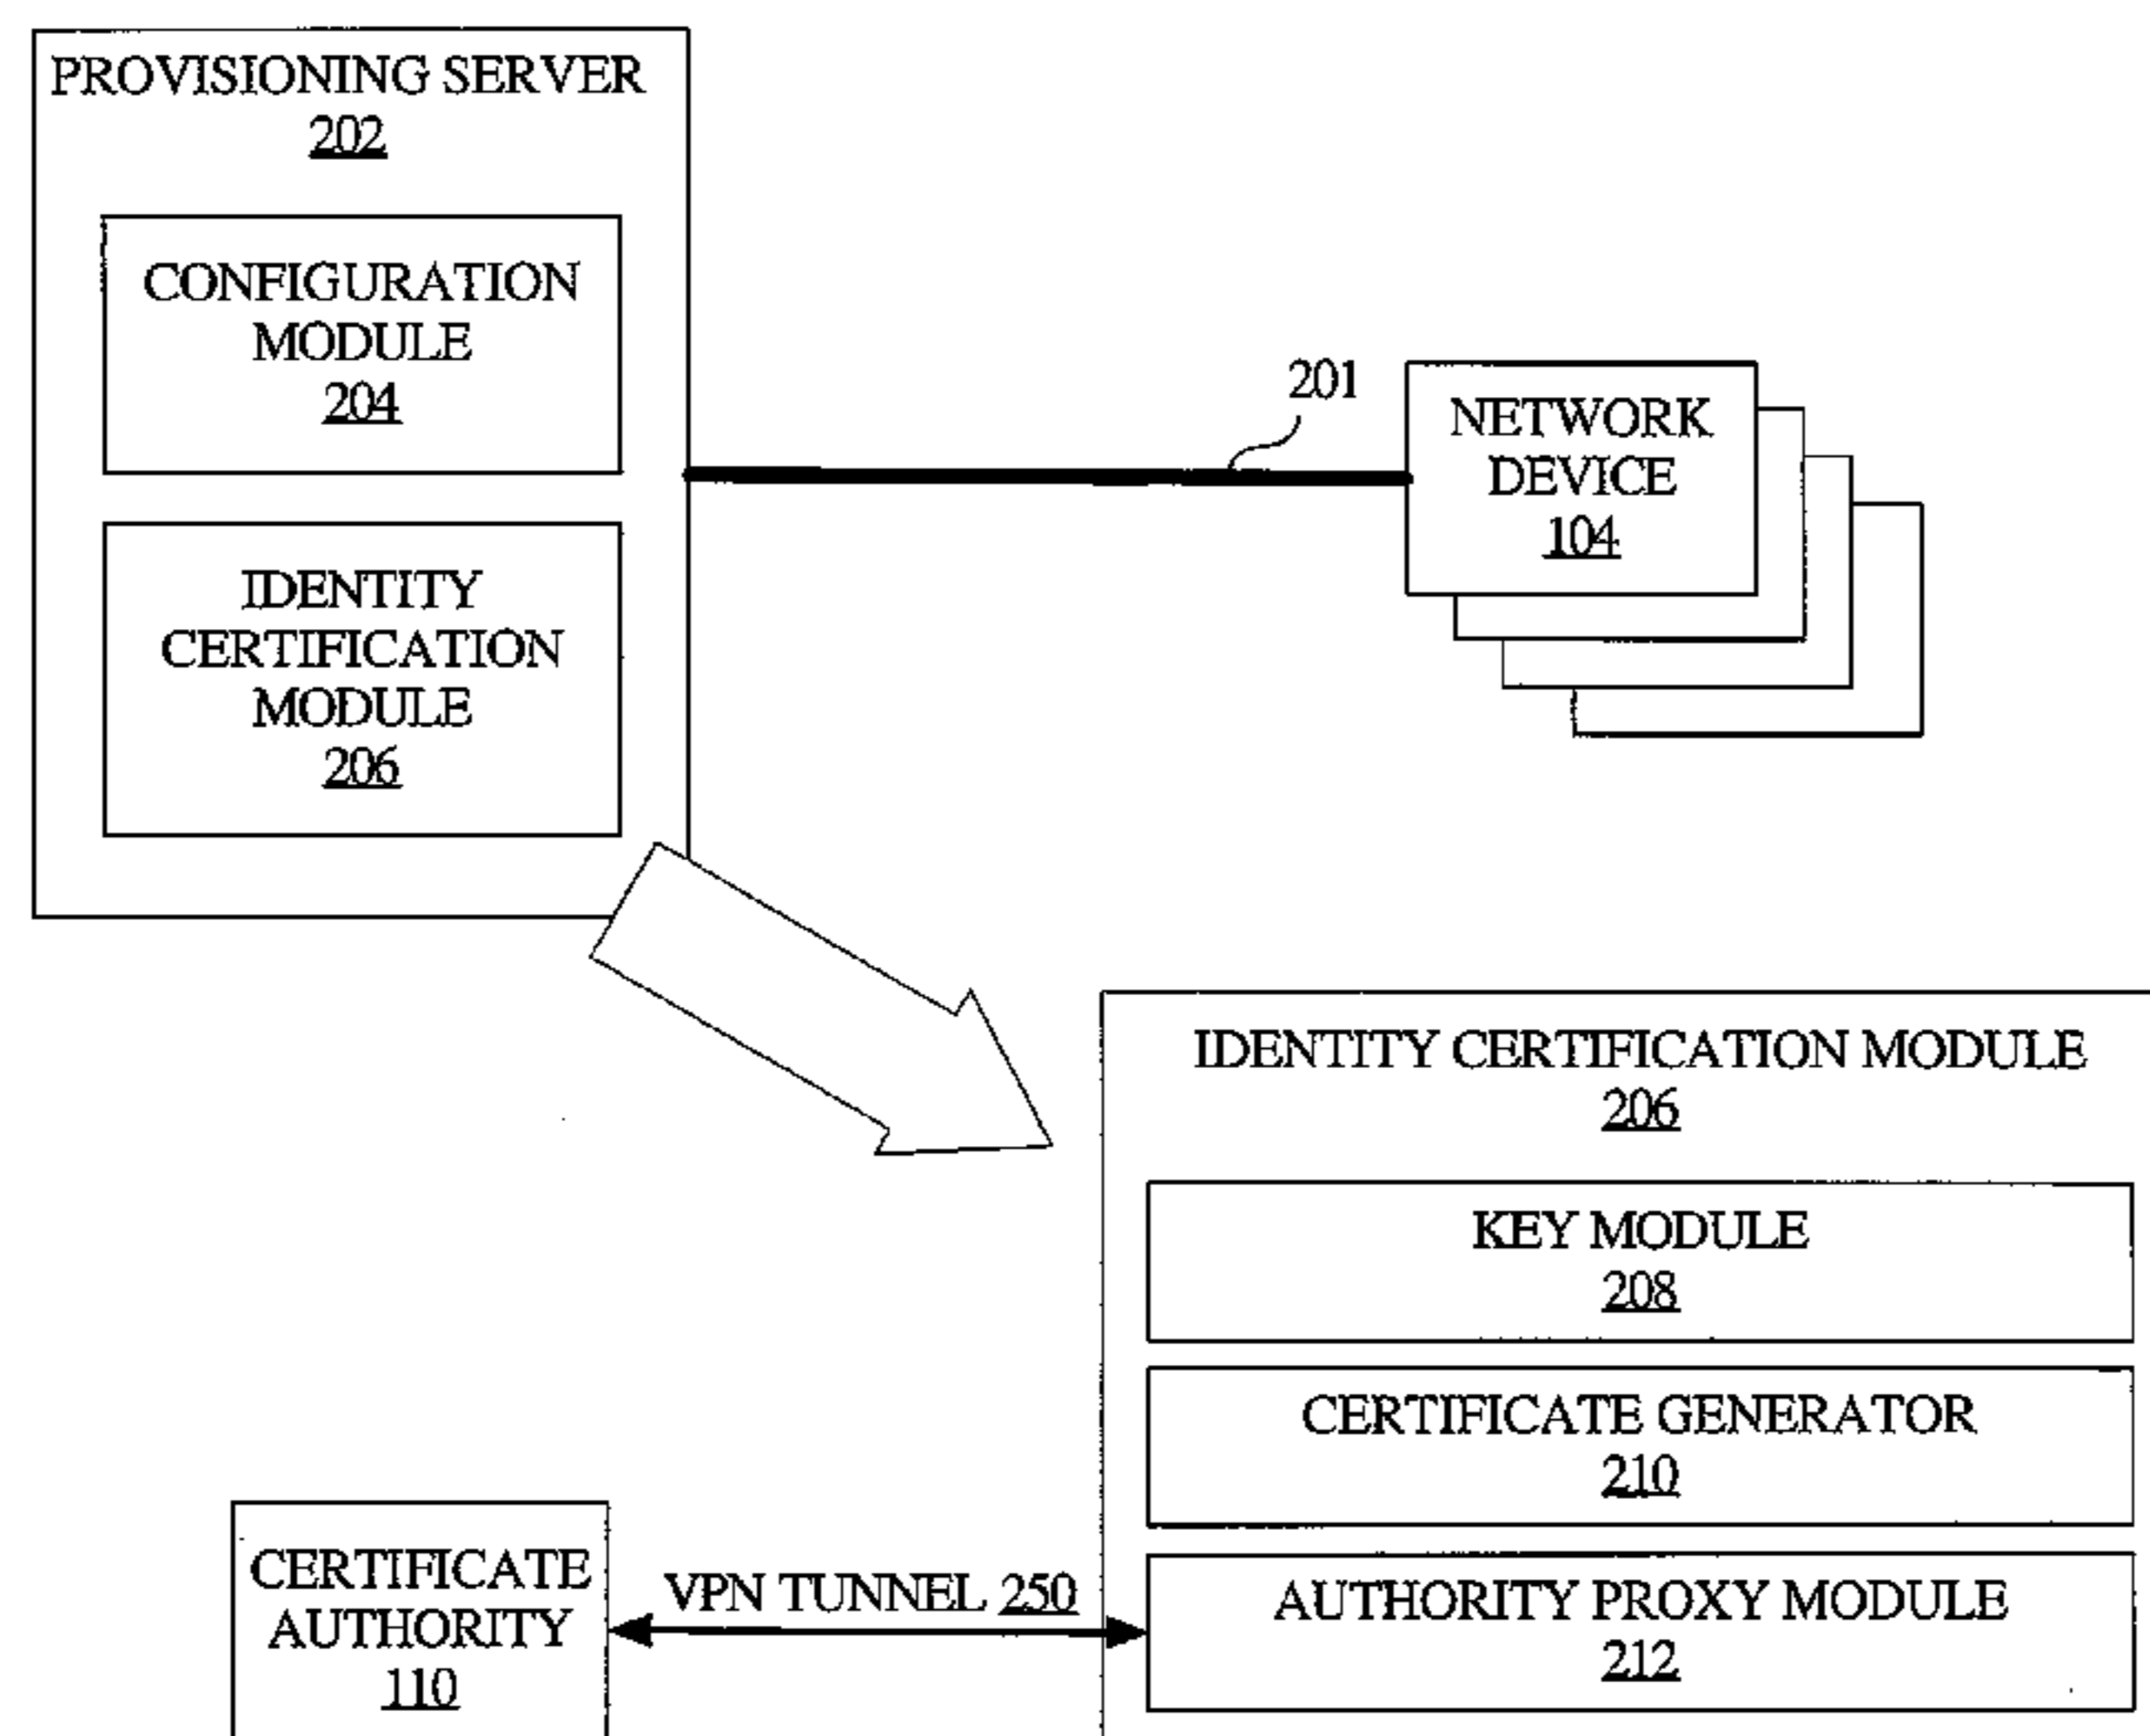 PROVISIONING SERVER
202
CONFIGURATION
MODULE
204
IDENTITY
CERTIFICATION
MODULE
206
201
NETWORK
DEVICE
104
IDENTITY CERTIFICATION MODULE
206
KEY MODULE
208
CERTIFICATE GENERATOR
210
AUTHORITY PROXY MODULE
212
VPN TUNNEL 250
CERTIFICATE
AUTHORITY
110